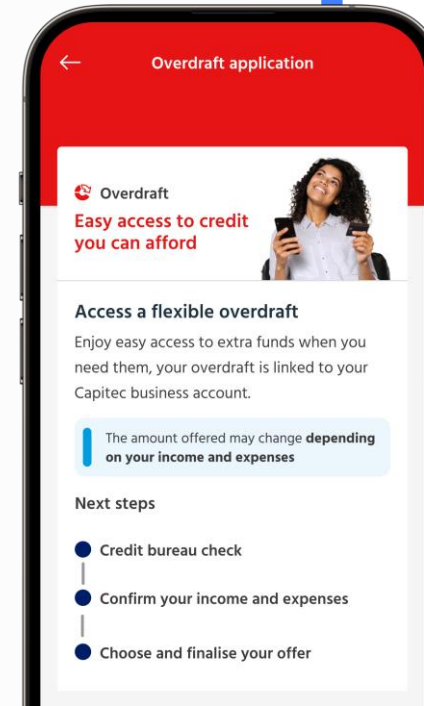 Overdraft application
Overdraft
Easy access to credit
you can afford
Access a flexible overdraft
Enjoy easy access to extra funds when you
need them, your overdraft is linked to your
Capitec business account.
The amount offered may change depending
on your income and expenses
Next steps
Credit bureau check
Confirm your income and expenses
Choose and finalise your offer